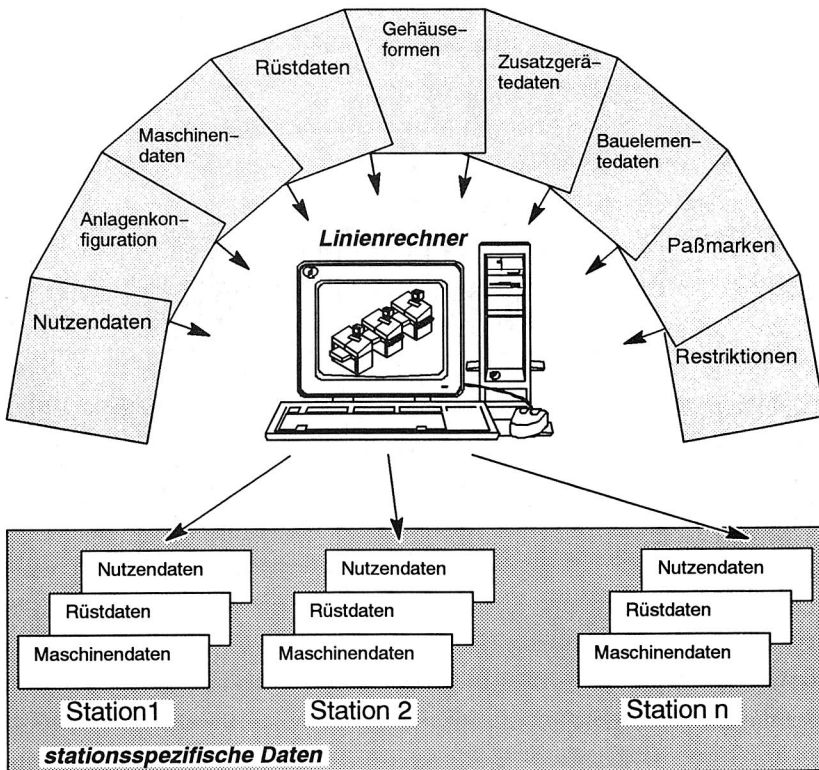 Gehäuse-
formen
Rüstdaten
Zusatzgerä-
tedaten
Maschinen-
daten
Bauelemen-
tedaten
Anlagenkon-
figuration
Paßmarken
Nutzendaten
Restriktionen
Linienrechner
Nutzendaten
Rüstdaten
Maschinendaten
Station1
Nutzendaten
Rüstdaten
Maschinendaten
Station 2
Nutzendaten
Rüstdaten
Maschinendaten
Station n
stationsspezifische Daten